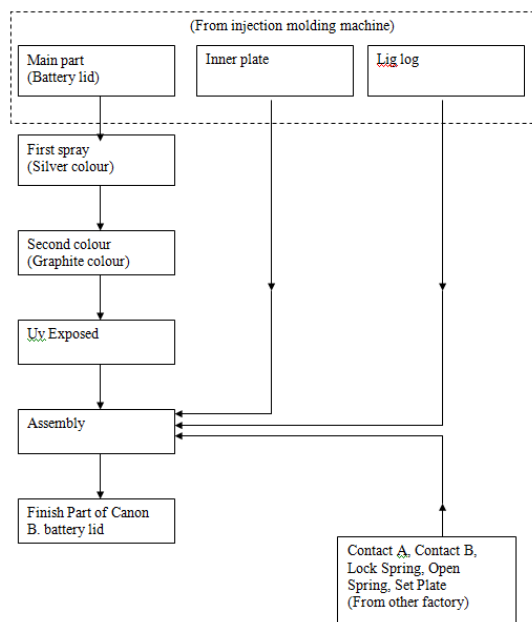 (From injection molding machine)
Main part
(Battery lid)
Inner plate
Lig log
First spray
(Silver colour)
Second colour
(Graphite colour)
Uv Exposed
Assembly
Finish Part of Canon
B. battery lid
Contact A, Contact B,
Lock Spring, Open
Spring, Set Plate
(From other factory)